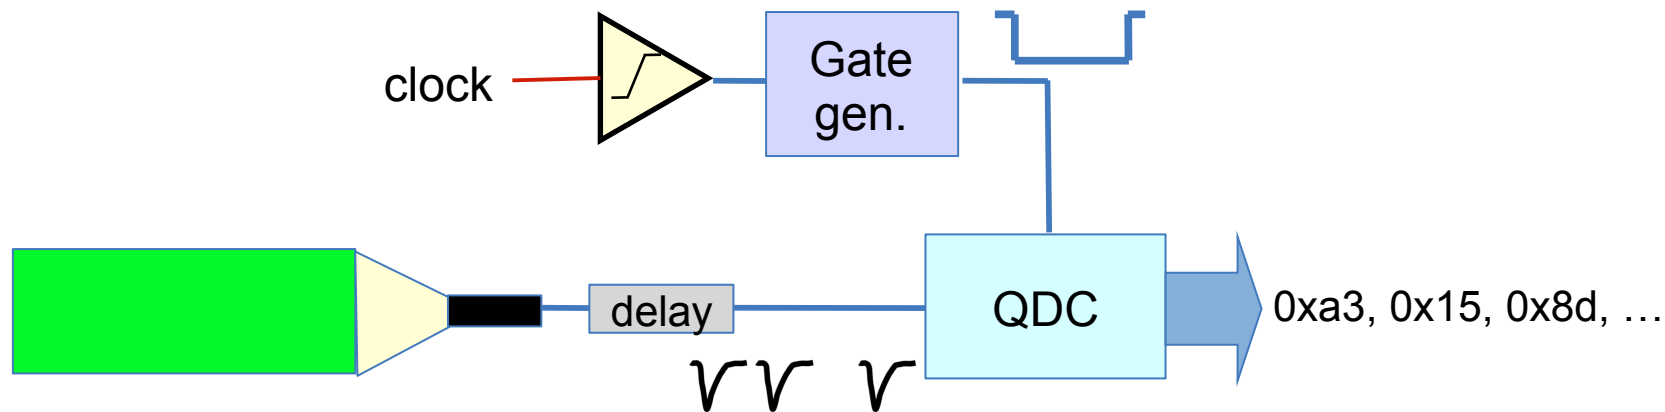 clock
Gate
gen.
delay
QDC
0xa3, 0x15, 0x8d, …